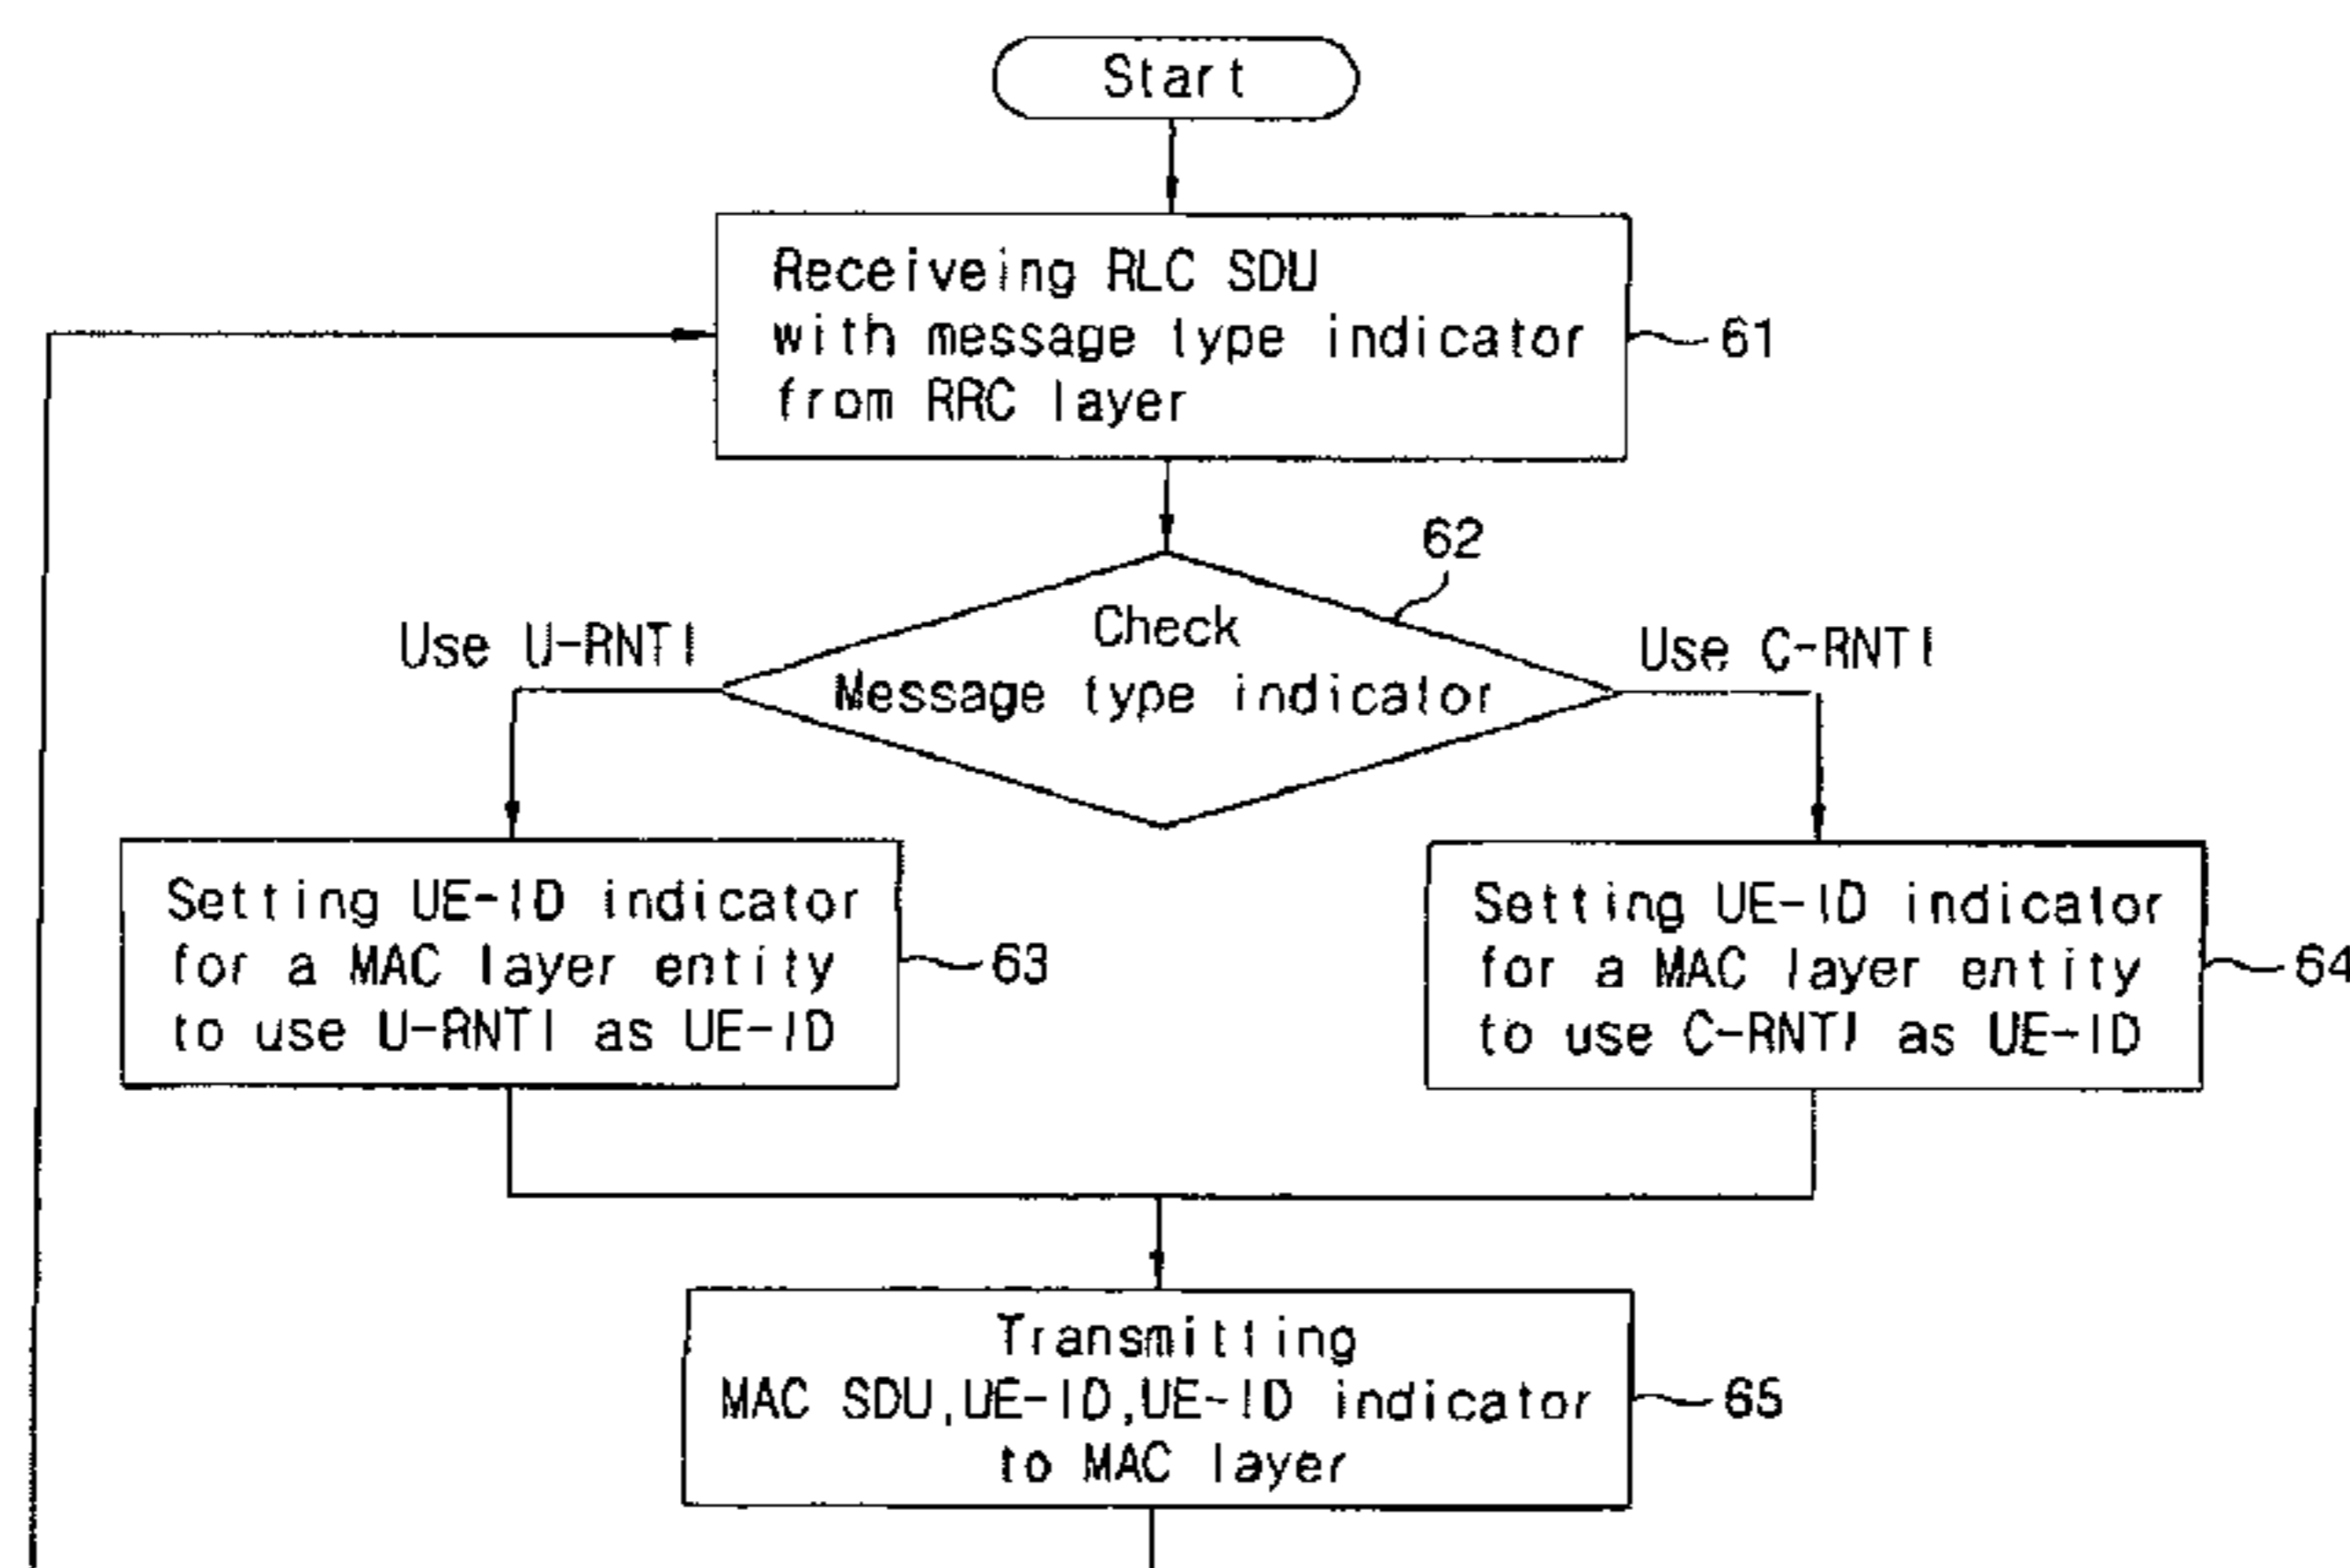 Start
Receiveing RLC SDU
with message type indicator
from RRC layer
61
62
Check
Message type indicator
Use U-RNTI
Use C-RNTI
Setting UE-ID indicator
for a MAC layer entity
to use U-RNTI as UE-ID
63
Setting UE-ID indicator
for a MAC layer entity
to use C-RNTI as UE-ID
64
Transmitting
MAC SDU,UE-ID,UE-ID indicator
to MAC layer
65